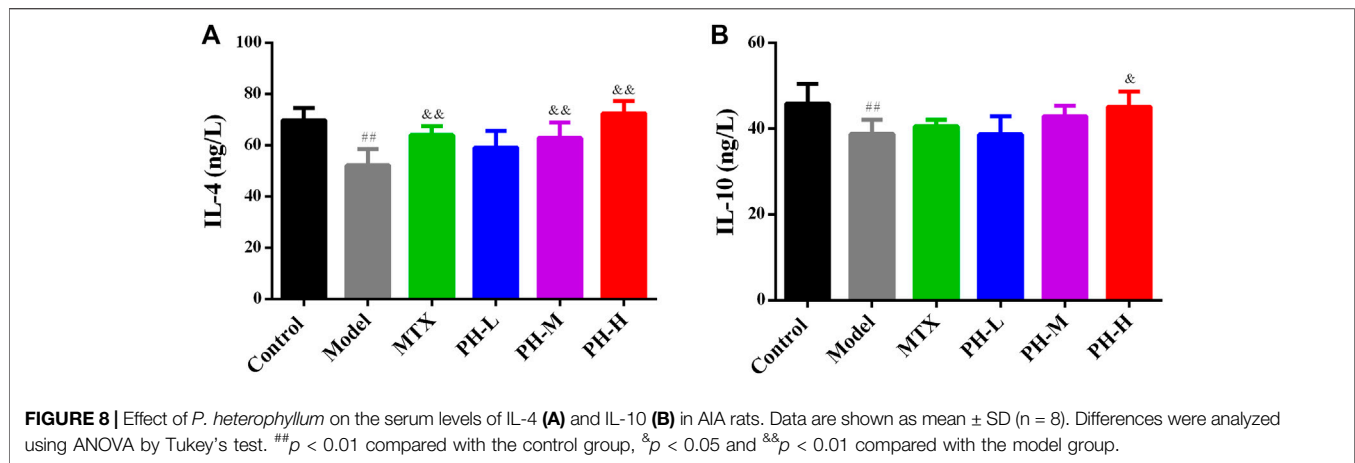 A
IL-4 (ng/L)
100
80
60
40
20
0
##
&&
&&
&&
Control
Model
MTX
PH-L
PH-M
PH-H
B
IL-10 (ng/L)
60
40
20
0
##
&
Control
Model
MTX
PH-L
PH-M
PH-H
FIGURE 8 | Effect of P. heterophyllum on the serum levels of IL-4 (A) and IL-10 (B) in AIA rats. Data are shown as mean ± SD (n = 8). Differences were analyzed
using ANOVA by Tukey's test. ##p < 0.01 compared with the control group, &p < 0.05 and &&p < 0.01 compared with the model group.